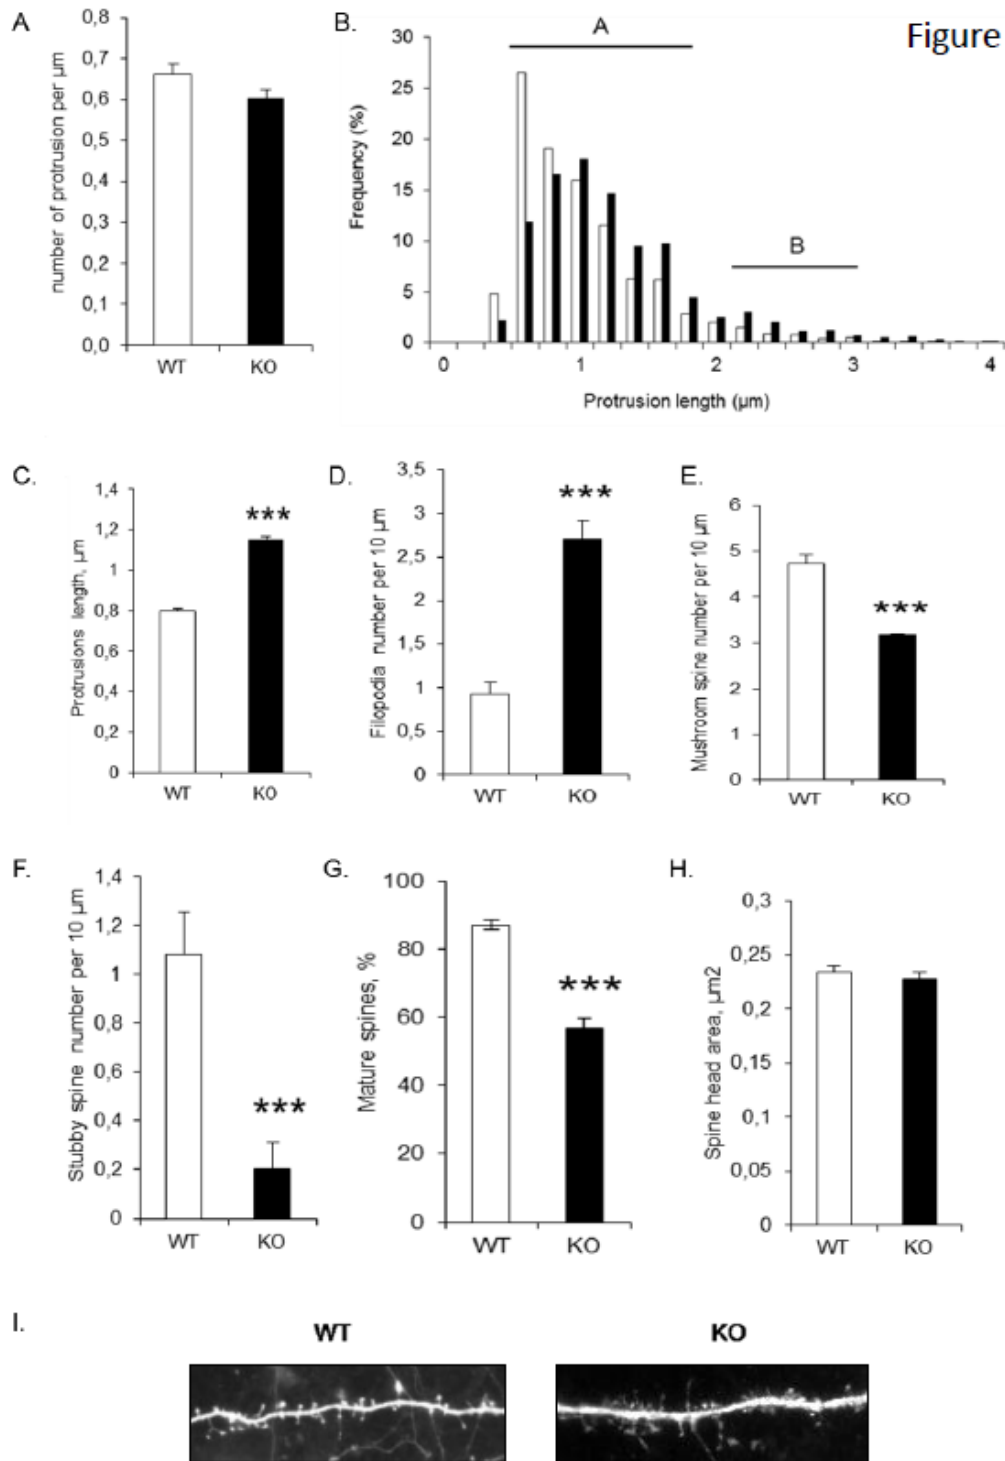 Figure
A
number of protrusion per µm
0,8
0,7
0,6
0,5
0,4
0,3
0,2
0,1
0,0
WT
KO
B.
Frequency (%)
30
25
20
15
10
5
0
A
B
0
1
2
3
4
Protrusion length (µm)
C.
Protrusions length, µm
1,4
1,2
1
0,8
0,6
0,4
0,2
0
***
WT
KO
D.
Filopodia number per 10 µm
3,5
3
2,5
2
1,5
1
0,5
0
***
WT
KO
E.
Mushroom spine number per 10 µm
6
5
4
3
2
1
0
***
WT
KO
F.
Stubby spine number per 10 µm
1,4
1,2
1
0,8
0,6
0,4
0,2
0
***
WT
KO
G.
Mature spines, %
100
80
60
40
20
0
***
WT
KO
H.
Spine head area, µm2
0,3
0,25
0,2
0,15
0,1
0,05
0
WT
KO
I.
WT
KO